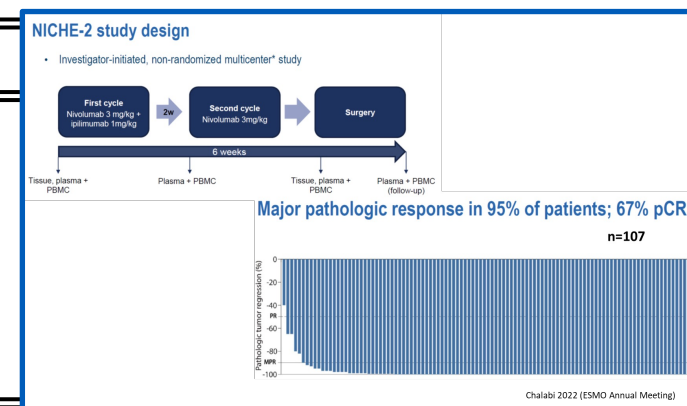 NICHE-2 study design
• Investigator-initiated, non-randomized multicenter* study
First cycle
Nivolumab 3 mg/kg +
ipilimumab 1mg/kg
2w
Second cycle
Nivolumab 3mg/kg
Surgery
6 weeks
Tissue, plasma +
PBMC
Plasma + PBMC
Tissue, plasma +
PBMC
Plasma + PBMC
(follow-up)
Major pathologic response in 95% of patients; 67% pCR
n=107
Pathologic tumor regression (%)
0
-20
-40
PR
-60
-80
MPR
-100
Chalabi 2022 (ESMO Annual Meeting)